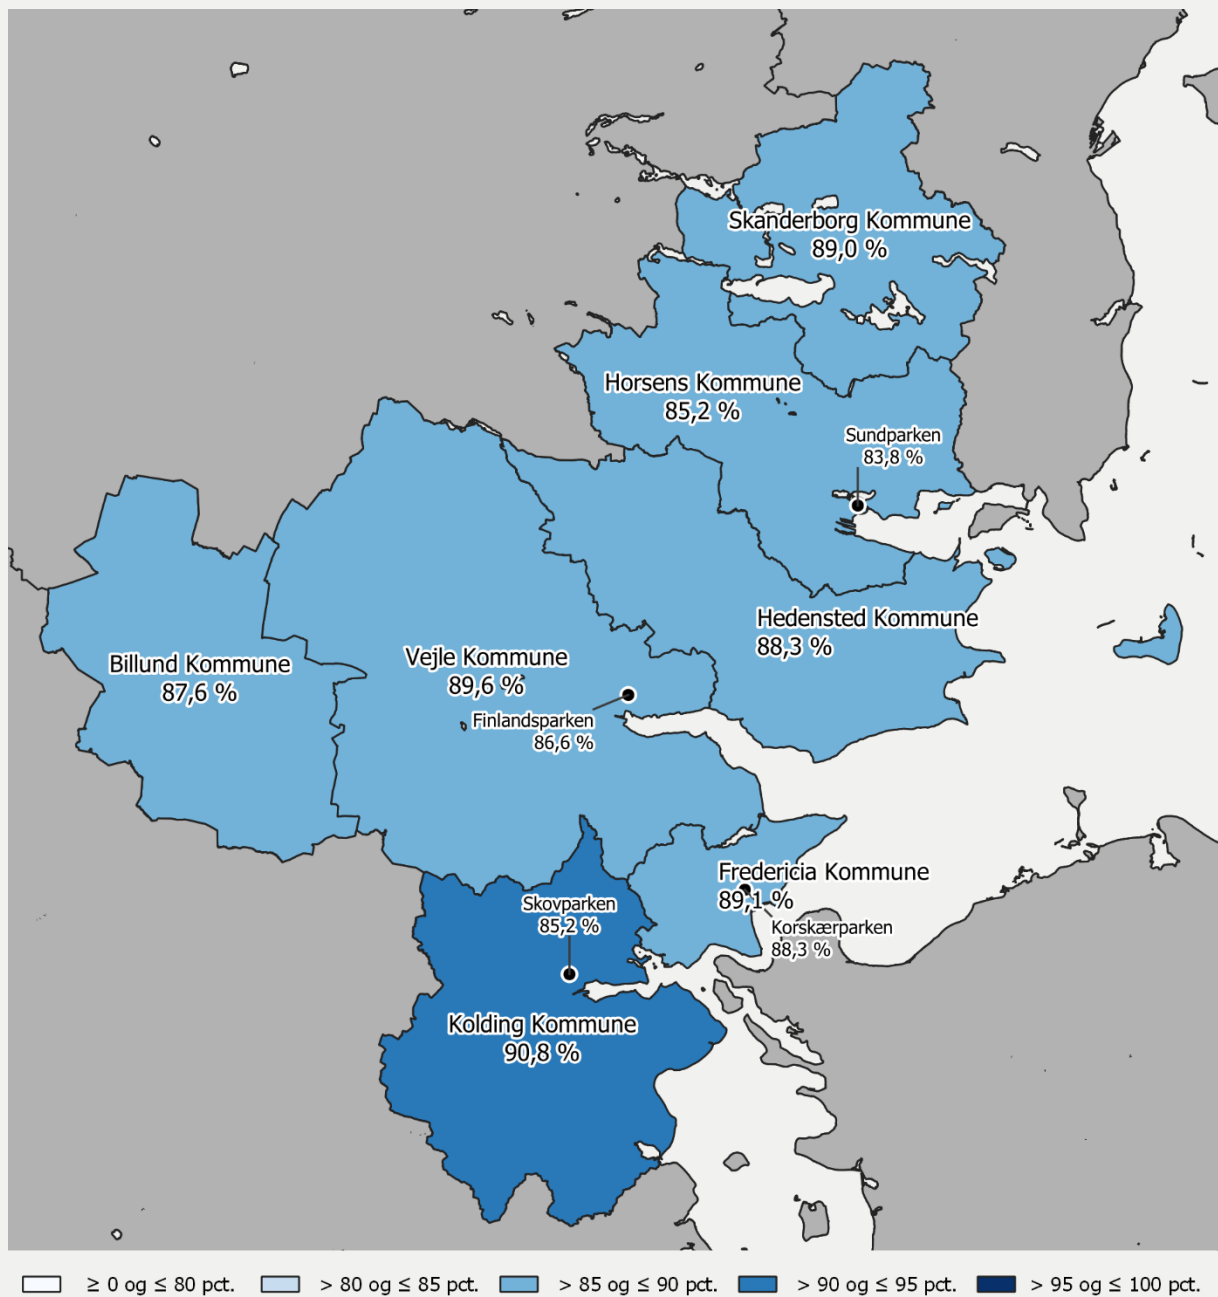 Skanderborg Kommune
89,0 %
Horsens Kommune
85,2 %
Sundparken
83,8 %
Hedensted Kommune
88,3 %
Vejle Kommune
89,6 %
Billund Kommune
87,6 %
Finlandsparken
86,6 %
Fredericia Kommune
89,1 %
Skovparken
85,2 %
Korskærparken
88,3 %
Kolding Kommune
90,8 %
≥ 0 og ≤ 80 pct. > 80 og ≤ 85 pct. > 85 og ≤ 90 pct. > 90 og ≤ 95 pct. > 95 og ≤ 100 pct.